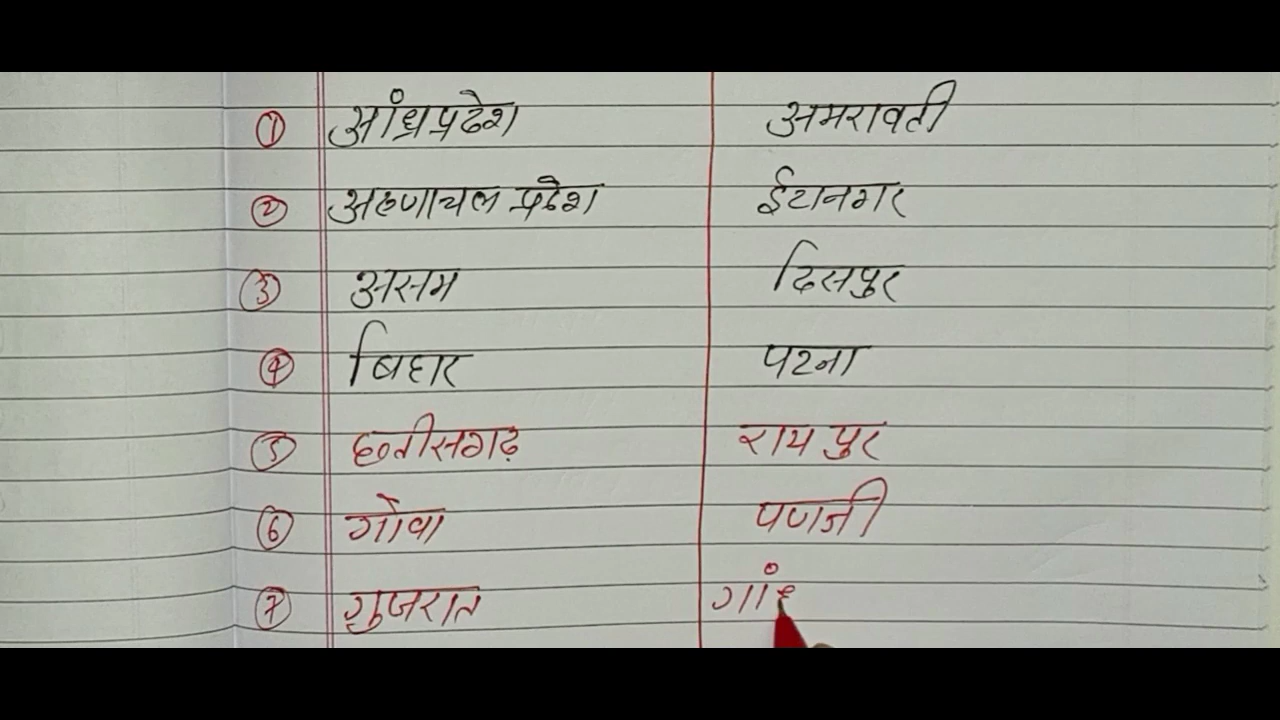 ① आंध्रप्रदेश अमरावती
② अरुणाचल प्रदेश ईटानगर
③ असम दिसपुर
④ बिहार पटना
⑤ छत्तीसगढ़ रायपुर
⑥ गोवा पणजी
⑦ गुजरात